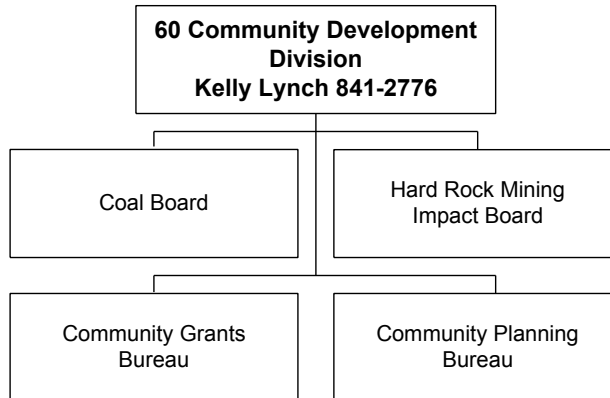 60 Community Development
Division
Kelly Lynch 841-2776
Coal Board
Hard Rock Mining
Impact Board
Community Grants
Bureau
Community Planning
Bureau